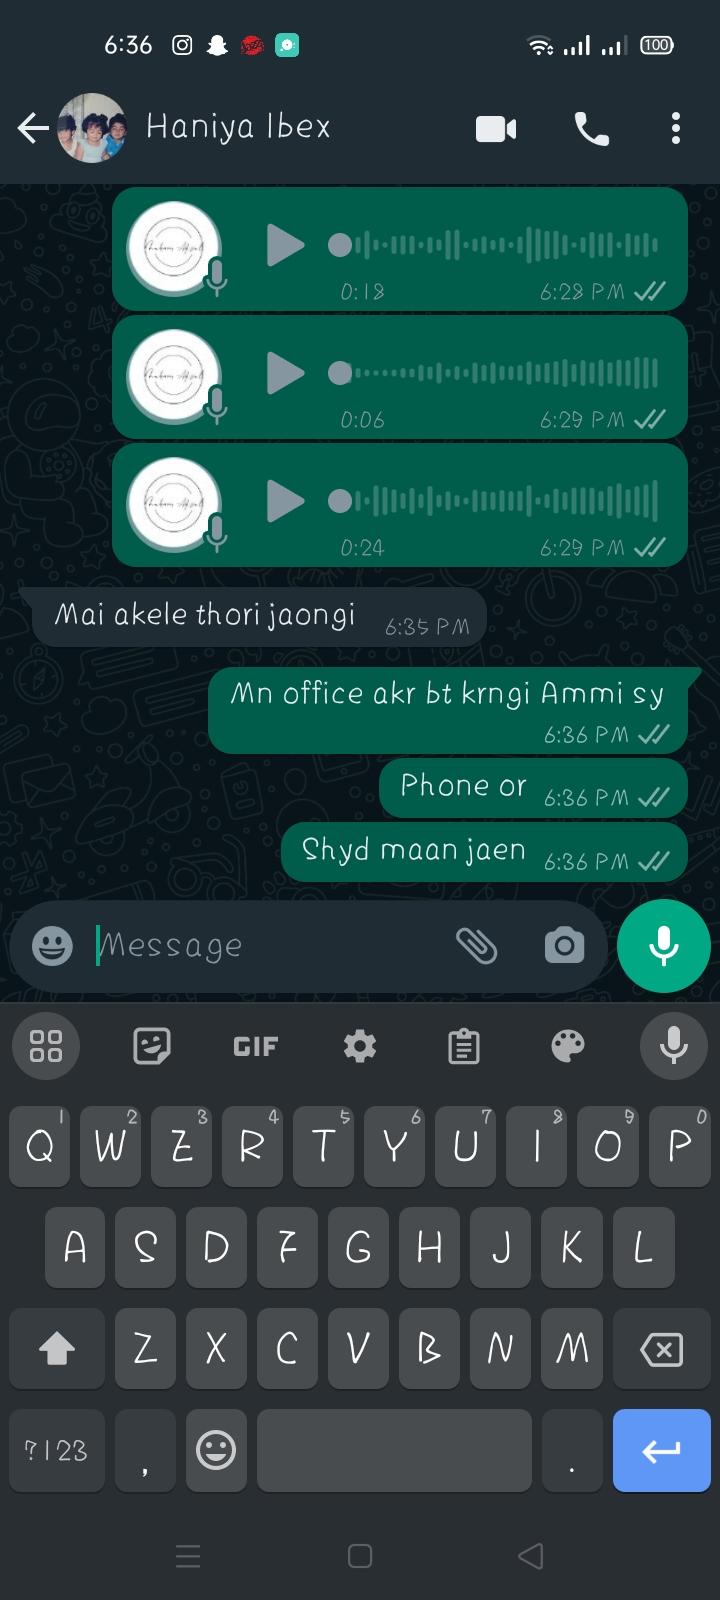 6:36
100
Haniya Ibex
0:18 6:28 PM
0:06 6:29 PM
0:24 6:29 PM
Mai akele thori jaongi 6:35 PM
Mn office akr bt krngi Ammi sy
6:36 PM
Phone or 6:36 PM
Shyd maan jaen 6:36 PM
Message
GIF
1 2 3 4 5 6 7 8 9 0
Q W E R T Y U I O P
A S D F G H J K L
Z X C V B N M
?123 , .